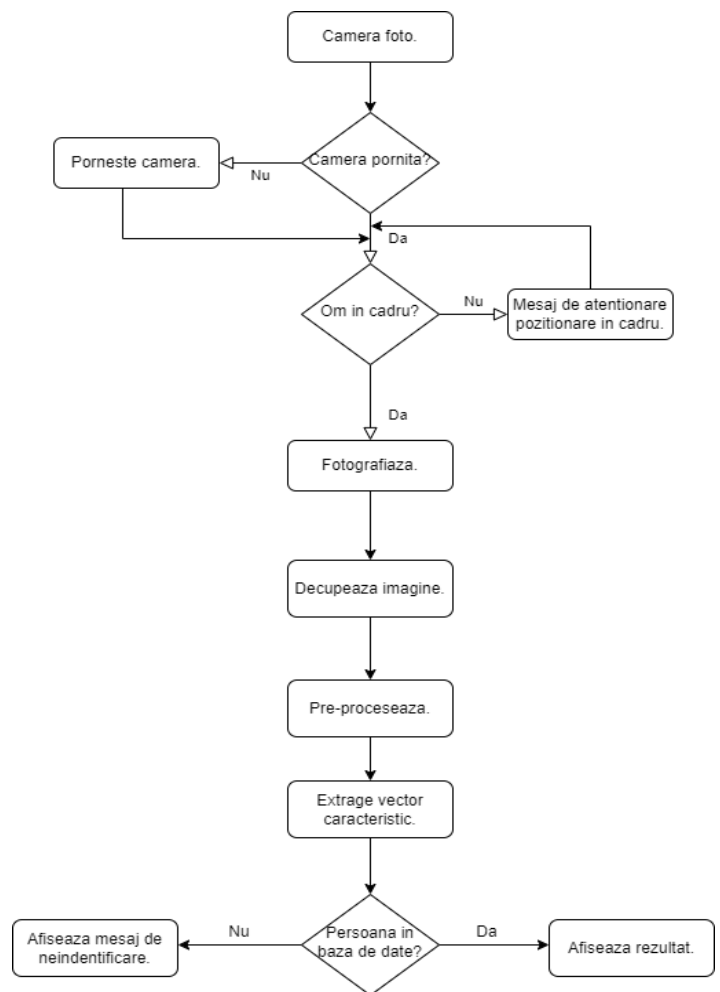 Camera foto.
Camera pornita?
Porneste camera.
Nu
Da
Om in cadru?
Nu
Mesaj de atentionare
pozitionare in cadru.
Da
Fotografiaza.
Decupeaza imagine.
Pre-proceseaza.
Extrage vector
caracteristic.
Persoana in
baza de date?
Nu
Afiseaza mesaj de
neindentificare.
Da
Afiseaza rezultat.